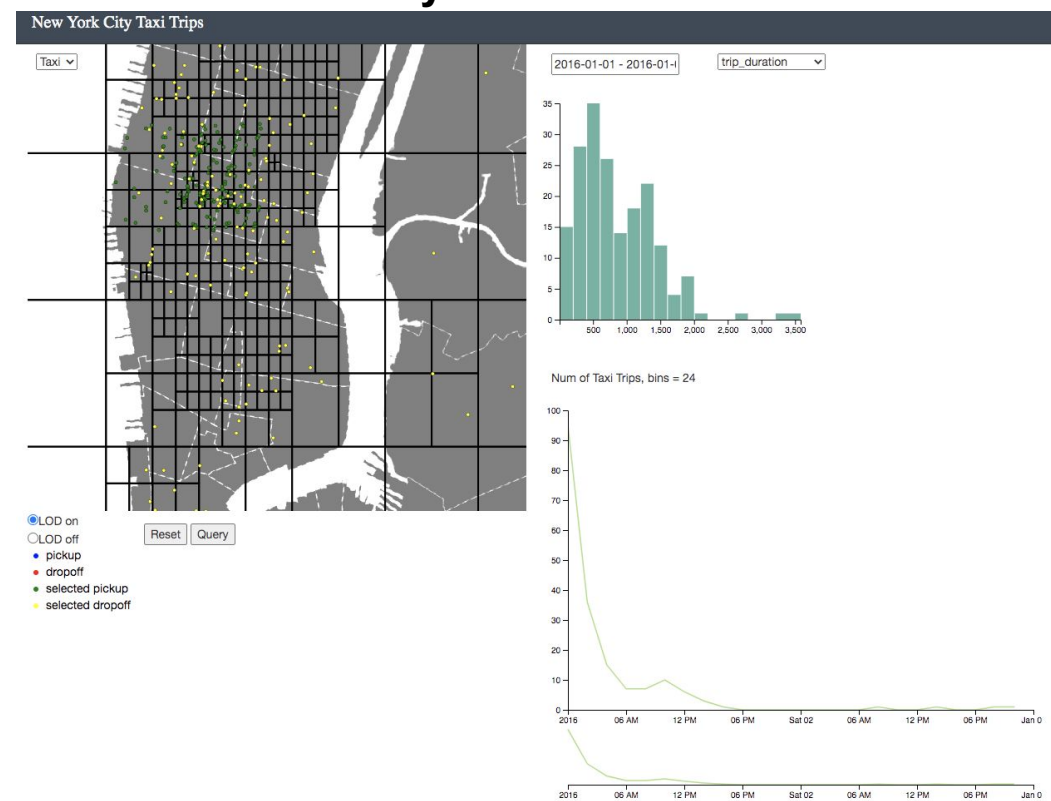 New York City Taxi Trips
Taxi
2016-01-01 - 2016-01-
trip_duration
35
30
25
20
15
10
5
0
500 1,000 1,500 2,000 2,500 3,000 3,500
Num of Taxi Trips, bins = 24
100
90
80
70
60
50
40
30
20
10
0
2016 06 AM 12 PM 06 PM Sat 02 06 AM 12 PM 06 PM Jan 0
2016 06 AM 12 PM 06 PM Sat 02 06 AM 12 PM 06 PM Jan 0
LOD on
LOD off
Reset Query
pickup
dropoff
selected pickup
selected dropoff